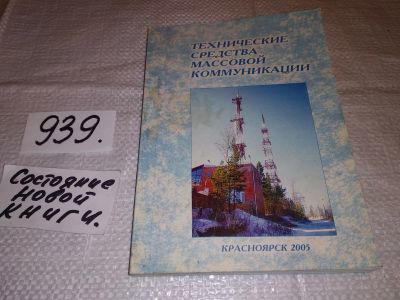 ТЕХНИЧЕСКИЕ
СРЕДСТВА
МАССОВОЙ
КОММУНИКАЦИИ
939.
Состояние
новой
книги.
КРАСНОЯРСК 2005